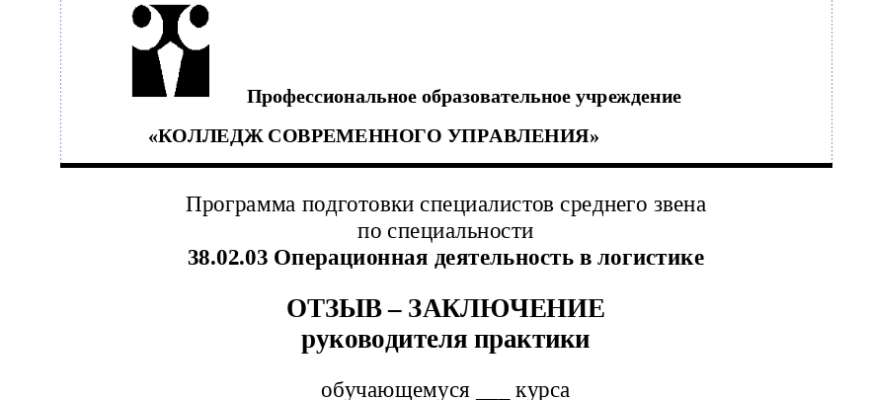 Профессиональное образовательное учреждение
«КОЛЛЕДЖ СОВРЕМЕННОГО УПРАВЛЕНИЯ»
Программа подготовки специалистов среднего звена
по специальности
38.02.03 Операционная деятельность в логистике
ОТЗЫВ – ЗАКЛЮЧЕНИЕ
руководителя практики
обучающемуся ___ курса